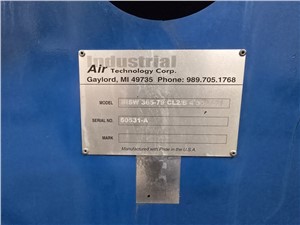 Industrial
Air Technology Corp.
Gaylord, MI 49735 Phone: 989.705.1768
MODEL
SERIAL NO. 50531-A
MARK
Manufactured with Pride in the U.S.A.